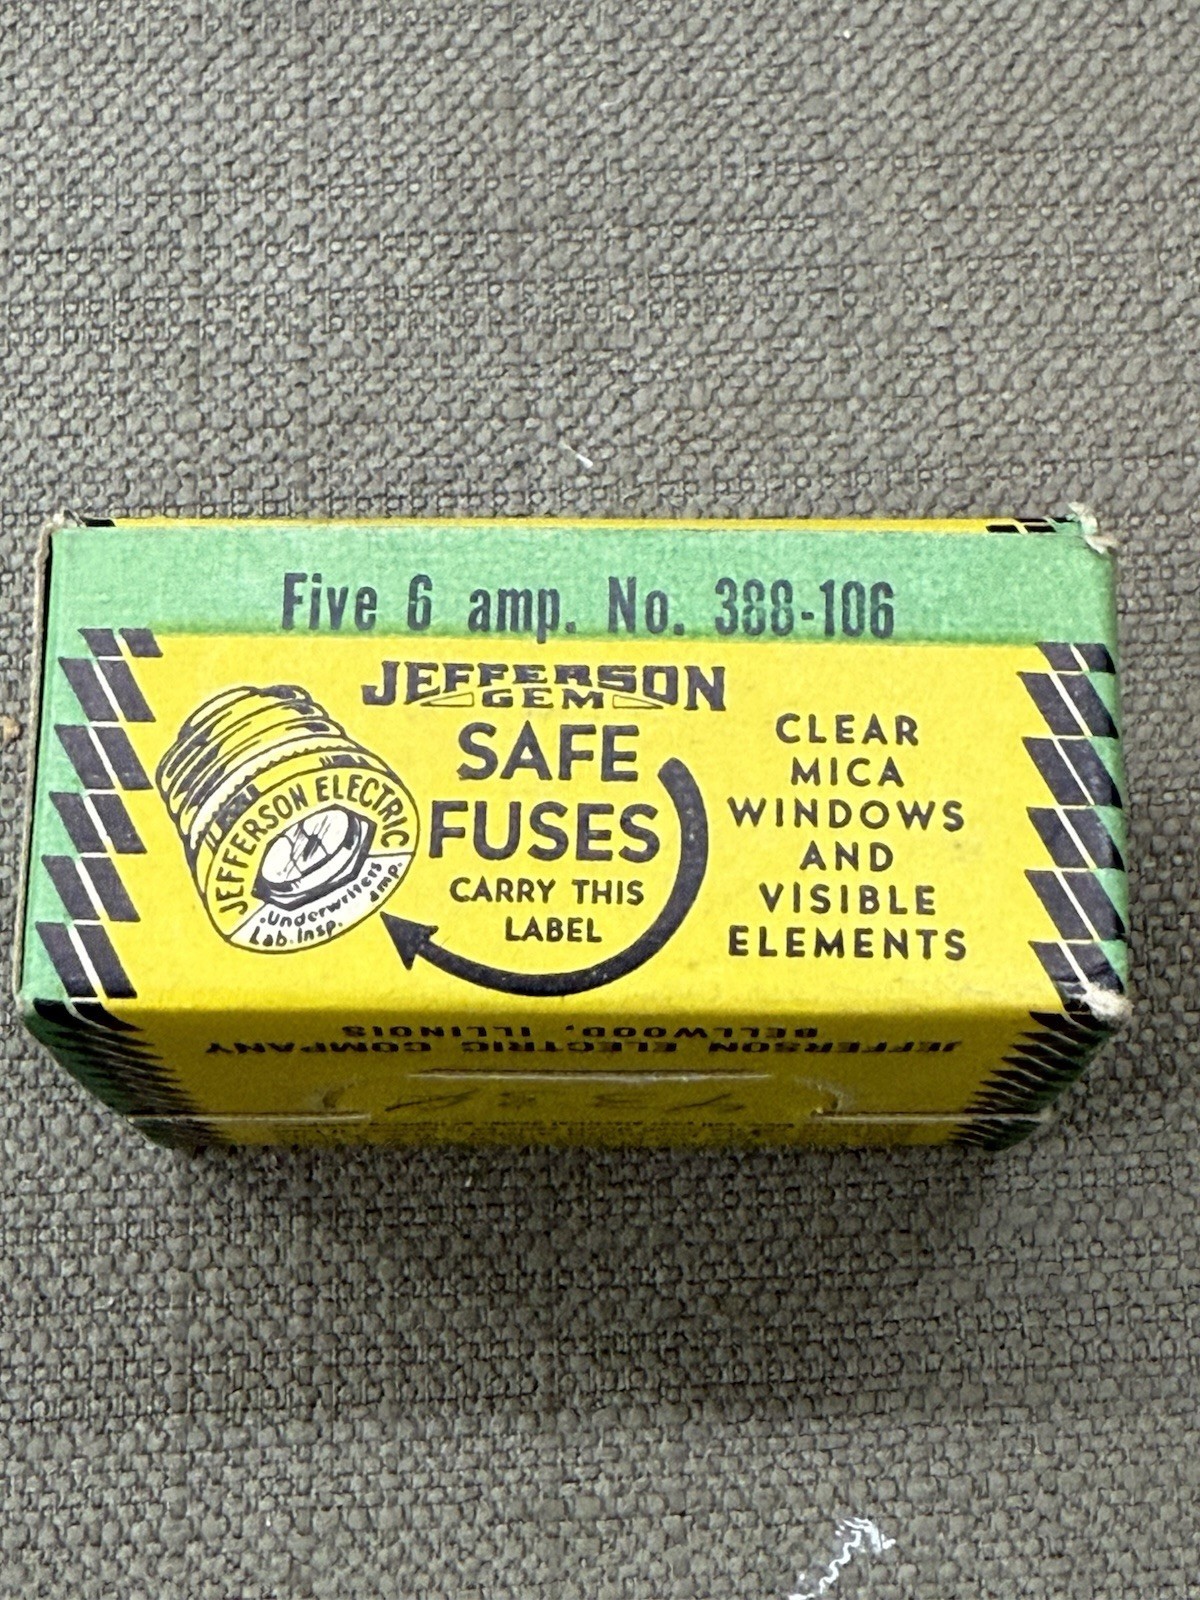 Five 6 amp. No. 388-106
JEFFERSON
GEM
SAFE
FUSES
CARRY THIS
LABEL
JEFFERSON ELECTRIC
Underwriters
Lab. Insp.
amp.
CLEAR
MICA
WINDOWS
AND
VISIBLE
ELEMENTS
JEFFERSON ELECTRIC COMPANY
BELLWOOD, ILLINOIS